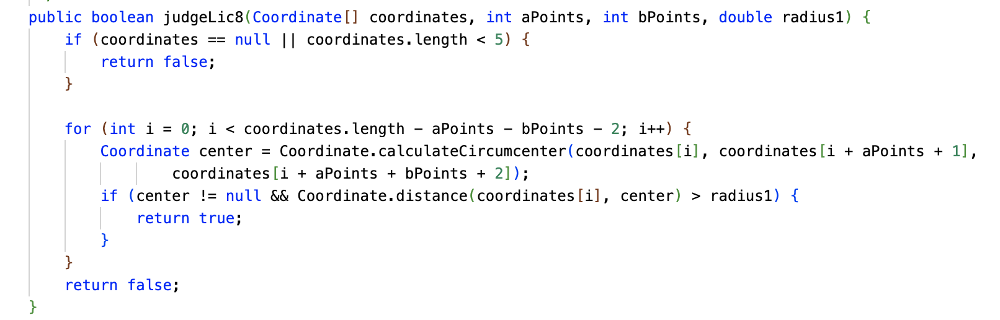 public boolean judgeLic8(Coordinate[] coordinates, int aPoints, int bPoints, double radius1) {
    if (coordinates == null || coordinates.length < 5) {
        return false;
    }

    for (int i = 0; i < coordinates.length - aPoints - bPoints - 2; i++) {
        Coordinate center = Coordinate.calculateCircumcenter(coordinates[i], coordinates[i + aPoints + 1],
                coordinates[i + aPoints + bPoints + 2]);
        if (center != null && Coordinate.distance(coordinates[i], center) > radius1) {
            return true;
        }
    }
    return false;
}